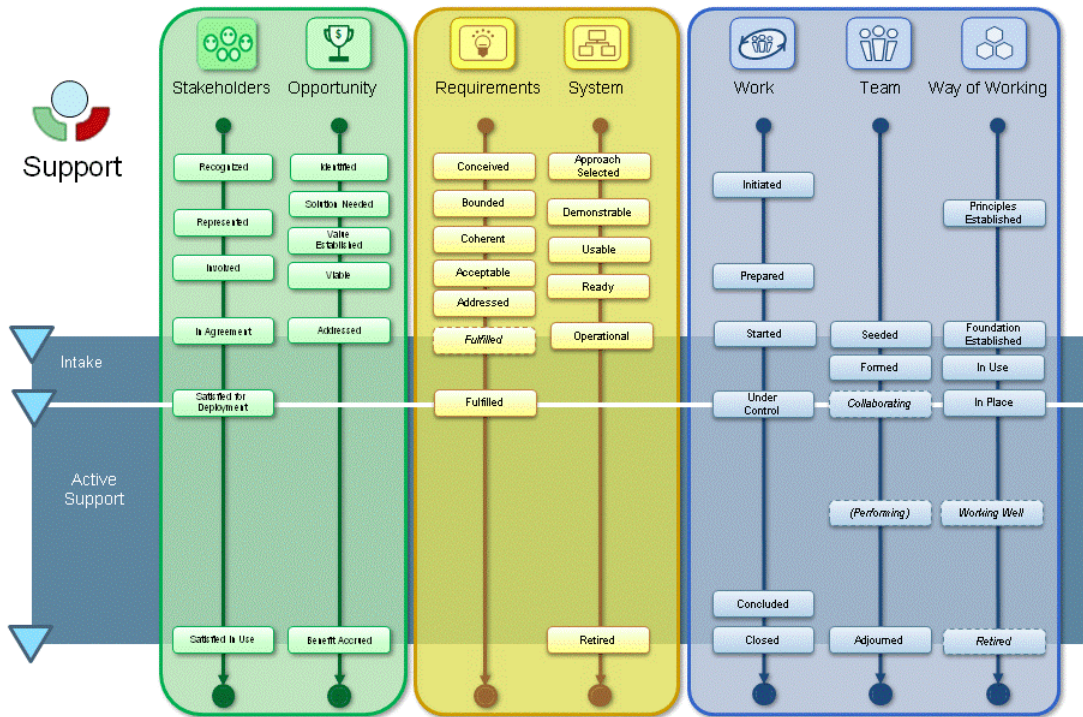 $
Stakeholders
Opportunity
Requirements
System
Work
Team
Way of Working
Support
Recognized
Represented
Involved
In Agreement
Satisfied for
Deployment
Satisfied In Use
Identified
Solution Needed
Value
Established
Viable
Addressed
Benefit Accrued
Conceived
Bounded
Coherent
Acceptable
Addressed
Fulfilled
Fulfilled
Approach
Selected
Demonstrable
Usable
Ready
Operational
Retired
Initiated
Prepared
Started
Under
Control
Concluded
Closed
Seeded
Formed
Collaborating
(Performing)
Adjourned
Principles
Established
Foundation
Established
In Use
In Place
Working Well
Retired
Intake
Active
Support